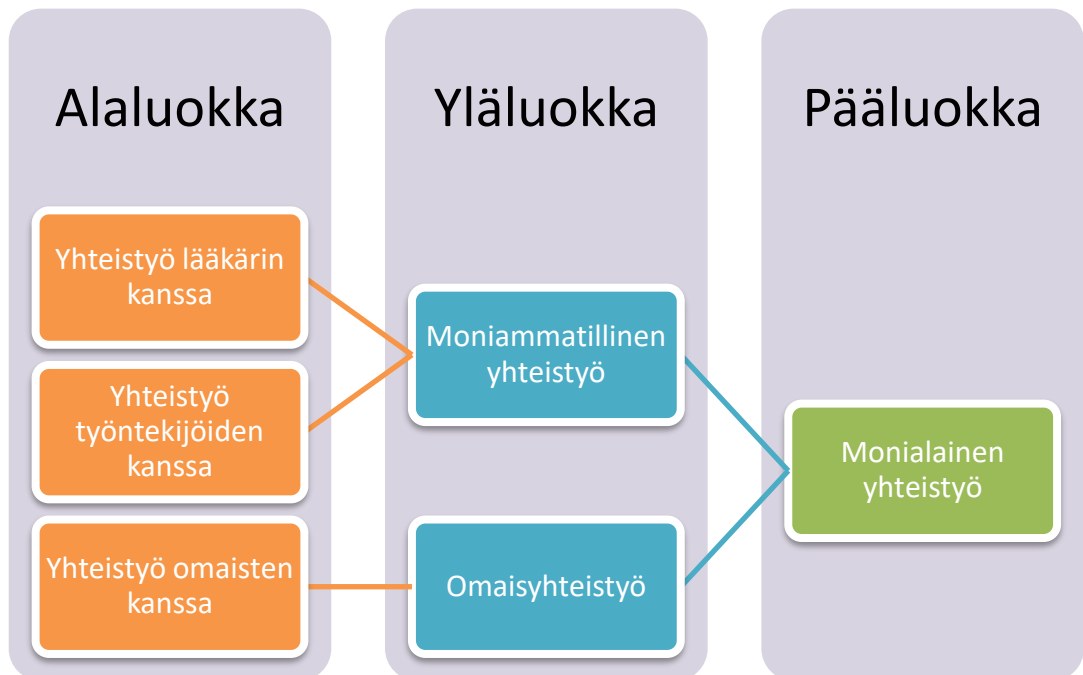 Alaluokka
Yhteistyö lääkärin
kanssa
Yhteistyö
työntekijöiden
kanssa
Yhteistyö omaisten
kanssa
Yläluokka
Moniammatillinen
yhteistyö
Omaisyhteistyö
Pääluokka
Monialainen
yhteistyö